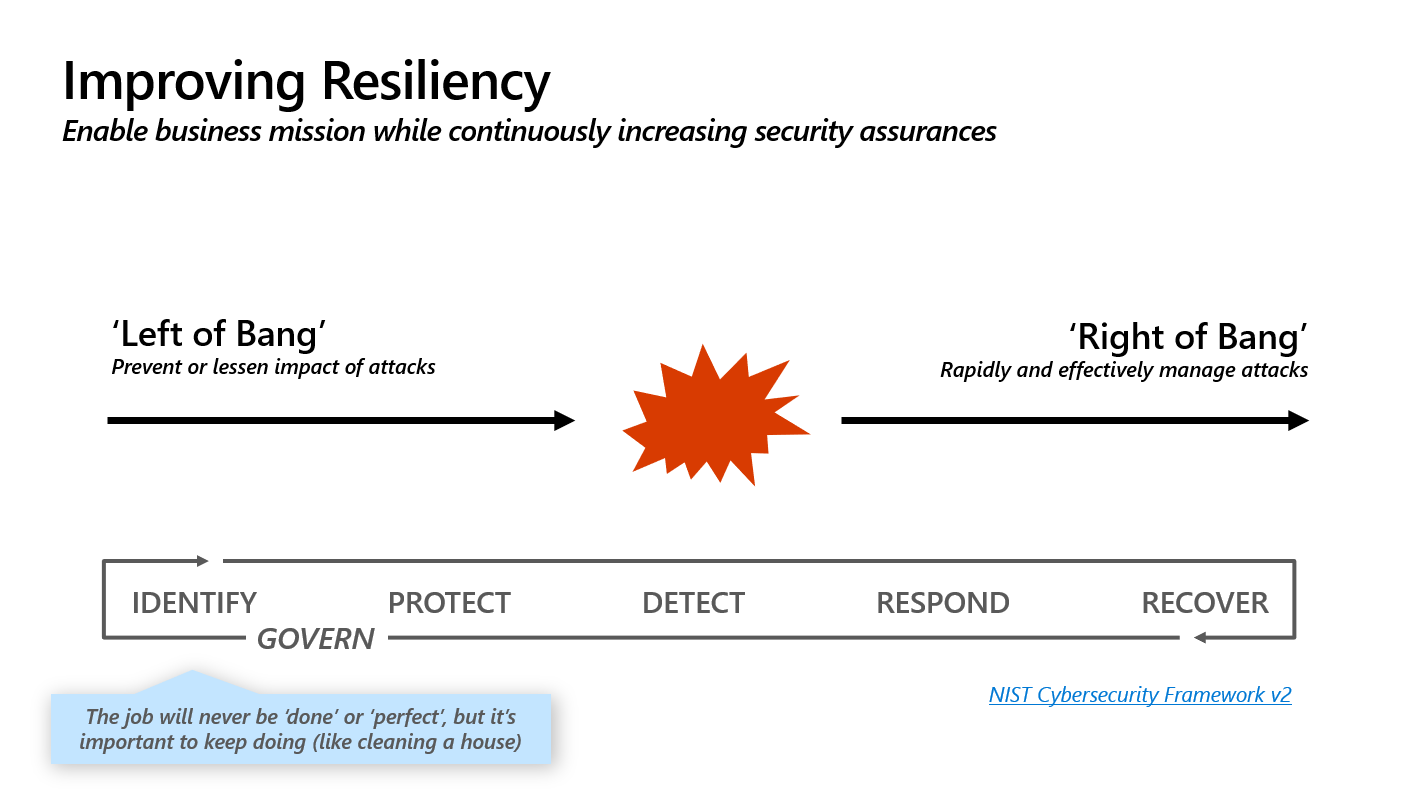 Improving Resiliency
Enable business mission while continuously increasing security assurances
‘Left of Bang’
Prevent or lessen impact of attacks
‘Right of Bang’
Rapidly and effectively manage attacks
IDENTIFY PROTECT DETECT RESPOND RECOVER
GOVERN
The job will never be ‘done’ or ‘perfect’, but it’s
important to keep doing (like cleaning a house)
NIST Cybersecurity Framework v2